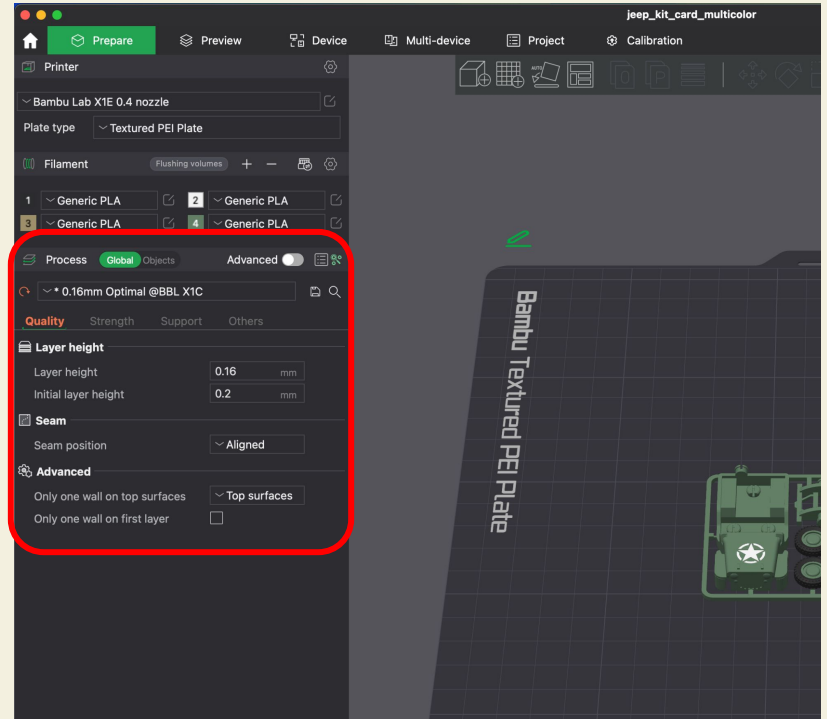 jeep_kit_card_multicolor
Prepare Preview Device Multi-device Project Calibration
Printer
Bambu Lab X1E 0.4 nozzle
Plate type Textured PEI Plate
Filament Flushing volumes + −
1 Generic PLA 2 Generic PLA
3 Generic PLA 4 Generic PLA
Process Global Objects Advanced
* 0.16mm Optimal @BBL X1C
Quality Strength Support Others
Layer height
Layer height 0.16 mm
Initial layer height 0.2 mm
Seam
Seam position Aligned
Advanced
Only one wall on top surfaces Top surfaces
Only one wall on first layer
AUTO
Bambu Textured PEI Plate